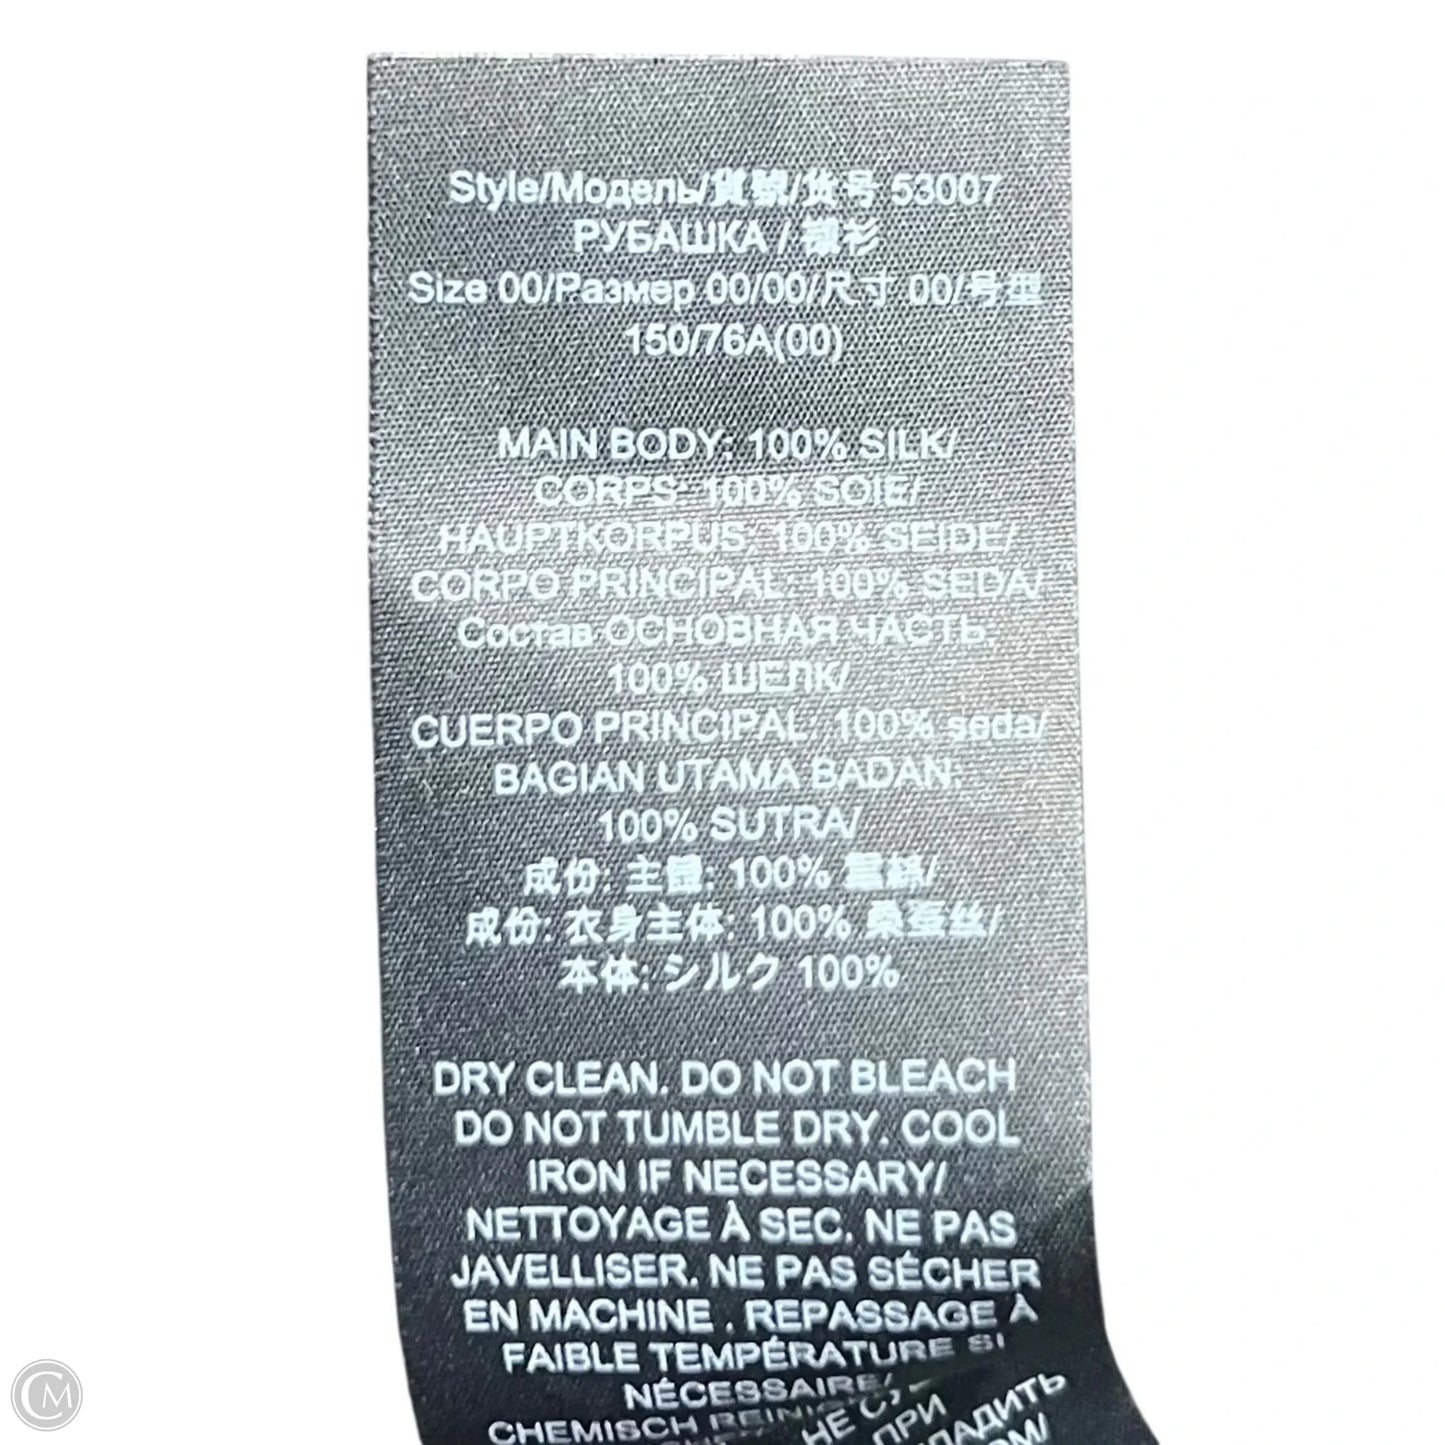 Style/Модель/貨號/货号 53007
РУБАШКА / 襯衫
Size 00/Размер 00/00/尺寸 00/号型
150/76A(00)
MAIN BODY: 100% SILK/
CORPS: 100% SOIE/
HAUPTKORPUS: 100% SEIDE/
CORPO PRINCIPAL: 100% SEDA/
Состав ОСНОВНАЯ ЧАСТЬ:
100% ШЕЛК/
CUERPO PRINCIPAL: 100% seda/
BAGIAN UTAMA BADAN:
100% SUTRA/
成份: 主體: 100% 蠶絲/
成份: 衣身主体: 100% 桑蚕丝/
本体: シルク 100%
DRY CLEAN. DO NOT BLEACH
DO NOT TUMBLE DRY. COOL
IRON IF NECESSARY/
NETTOYAGE À SEC. NE PAS
JAVELLISER. NE PAS SÉCHER
EN MACHINE . REPASSAGE À
FAIBLE TEMPÉRATURE SI
NÉCESSAIRE/
CHEMISCH
НЕ
ПРИ
CM